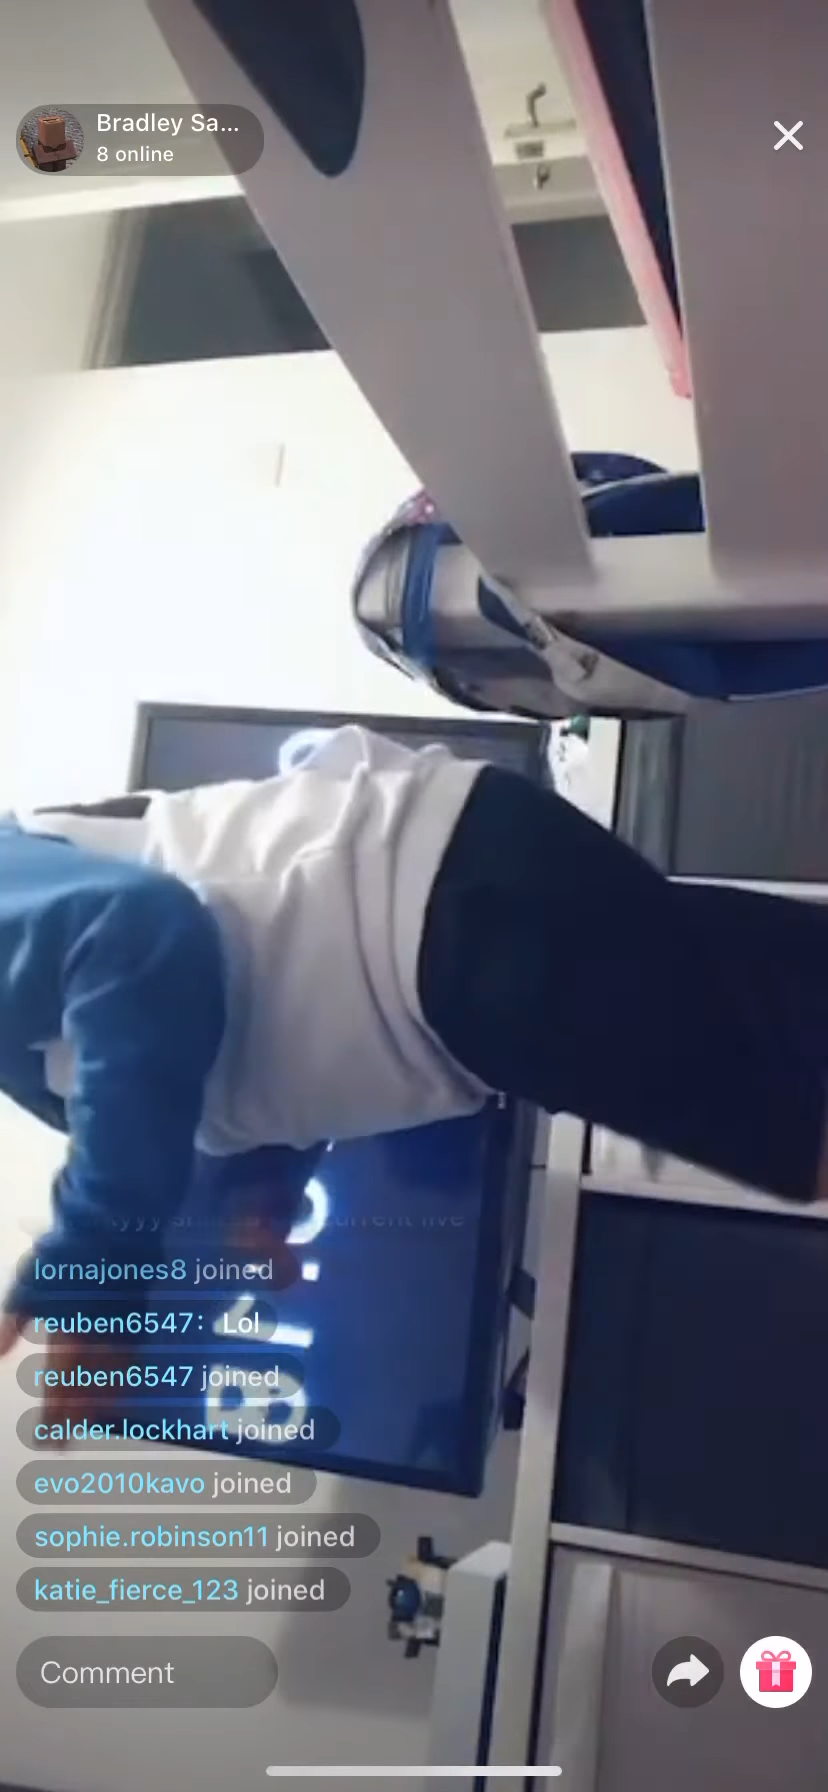 Bradley Sa...
8 online
lornajones8 joined
reuben6547: Lol
reuben6547 joined
calder.lockhart joined
evo2010kavo joined
sophie.robinson11 joined
katie_fierce_123 joined
Comment